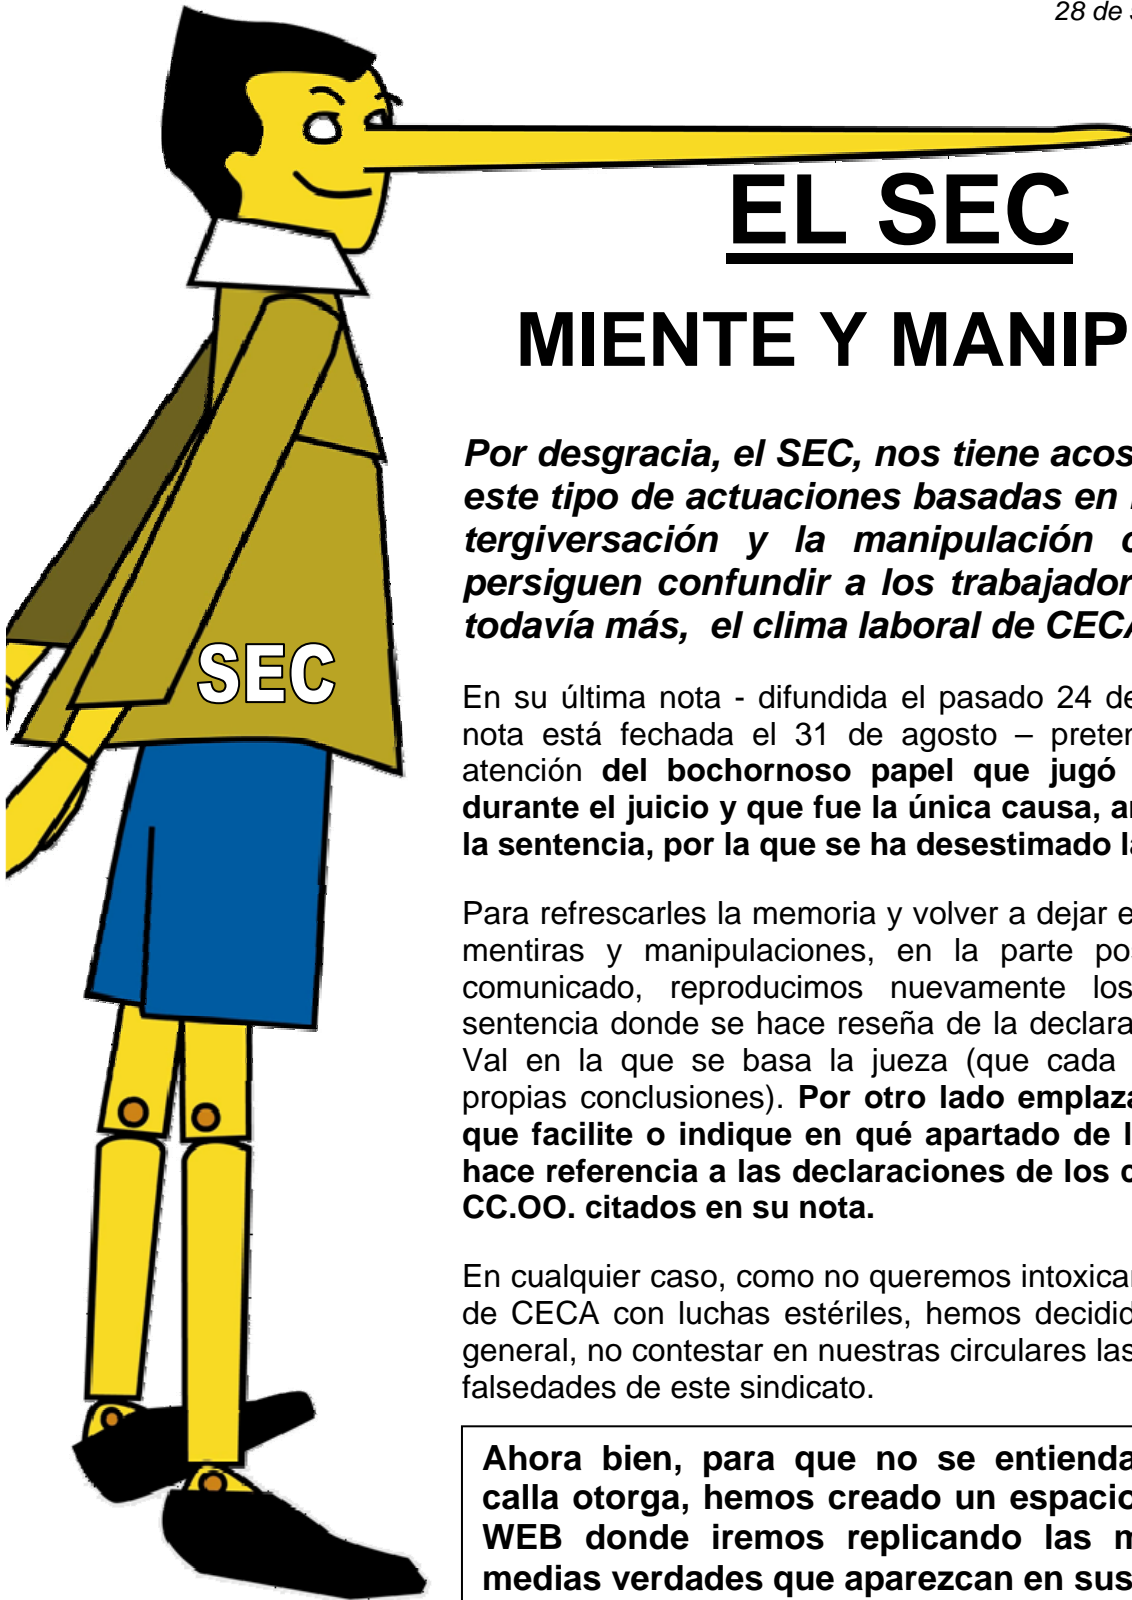 28 de
EL SEC
MIENTE Y MANIP
Por desgracia, el SEC, nos tiene acos
este tipo de actuaciones basadas en
tergiversación y la manipulación
persiguen confundir a los trabajador
todavía más, el clima laboral de CECA
SEC
En su última nota - difundida el pasado 24 de
nota está fechada el 31 de agosto – preten
atención del bochornoso papel que jugó
durante el juicio y que fue la única causa, a
la sentencia, por la que se ha desestimado la
Para refrescarles la memoria y volver a dejar e
mentiras y manipulaciones, en la parte pos
comunicado, reproducimos nuevamente los
sentencia donde se hace reseña de la declara
Val en la que se basa la jueza (que cada
propias conclusiones). Por otro lado emplaza
que facilite o indique en qué apartado de l
hace referencia a las declaraciones de los c
CC.OO. citados en su nota.
En cualquier caso, como no queremos intoxicar
de CECA con luchas estériles, hemos decidid
general, no contestar en nuestras circulares las
falsedades de este sindicato.
Ahora bien, para que no se entienda
calla otorga, hemos creado un espacio
WEB donde iremos replicando las m
medias verdades que aparezcan en sus